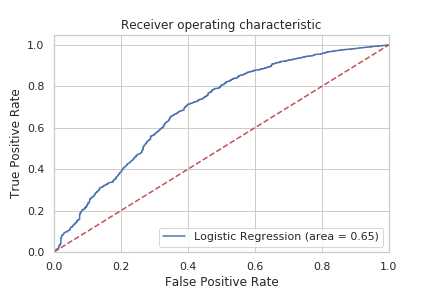 Receiver operating characteristic
True Positive Rate
1.0
0.8
0.6
0.4
0.2
0.0
Logistic Regression (area = 0.65)
0.0 0.2 0.4 0.6 0.8 1.0
False Positive Rate